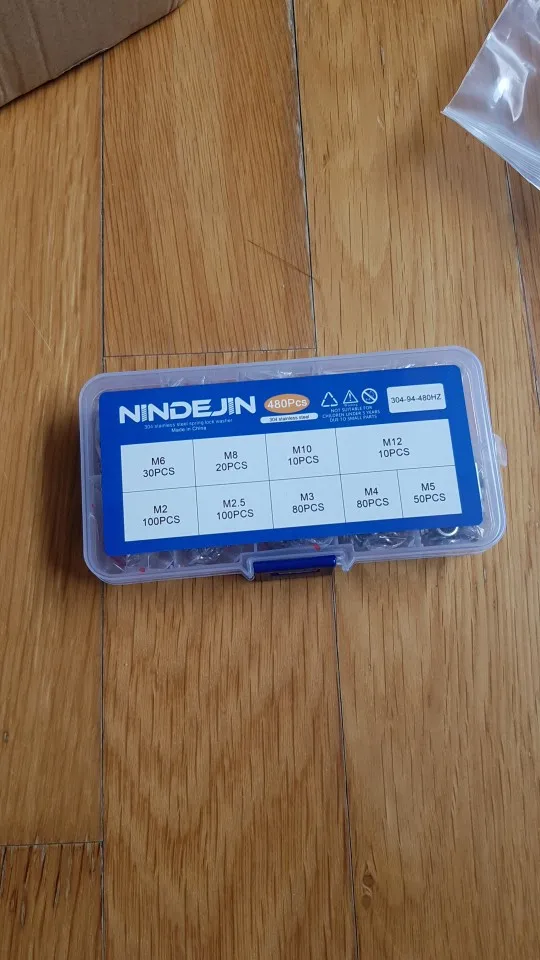 NINDEJIN
480Pcs
304 stainless steel
304 stainless steel spring lock washer
Made in China
NOT SUITABLE FOR
CHILDREN UNDER 3 YEARS
DUE TO SMALL PARTS
304-94-480HZ
M6
30PCS
M8
20PCS
M10
10PCS
M12
10PCS
M2
100PCS
M2.5
100PCS
M3
80PCS
M4
80PCS
M5
50PCS